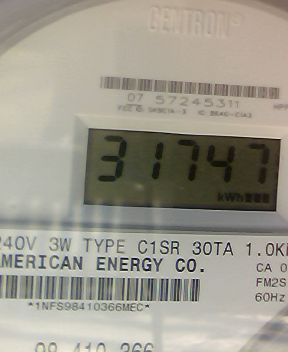 CENTRON®
07 57245311
31747
kWh
240V 3W TYPE C1SR 30TA 1.0K
AMERICAN ENERGY CO.
CA 0
FM2S
60Hz
*1NFS98410366MEC*
98 410 366